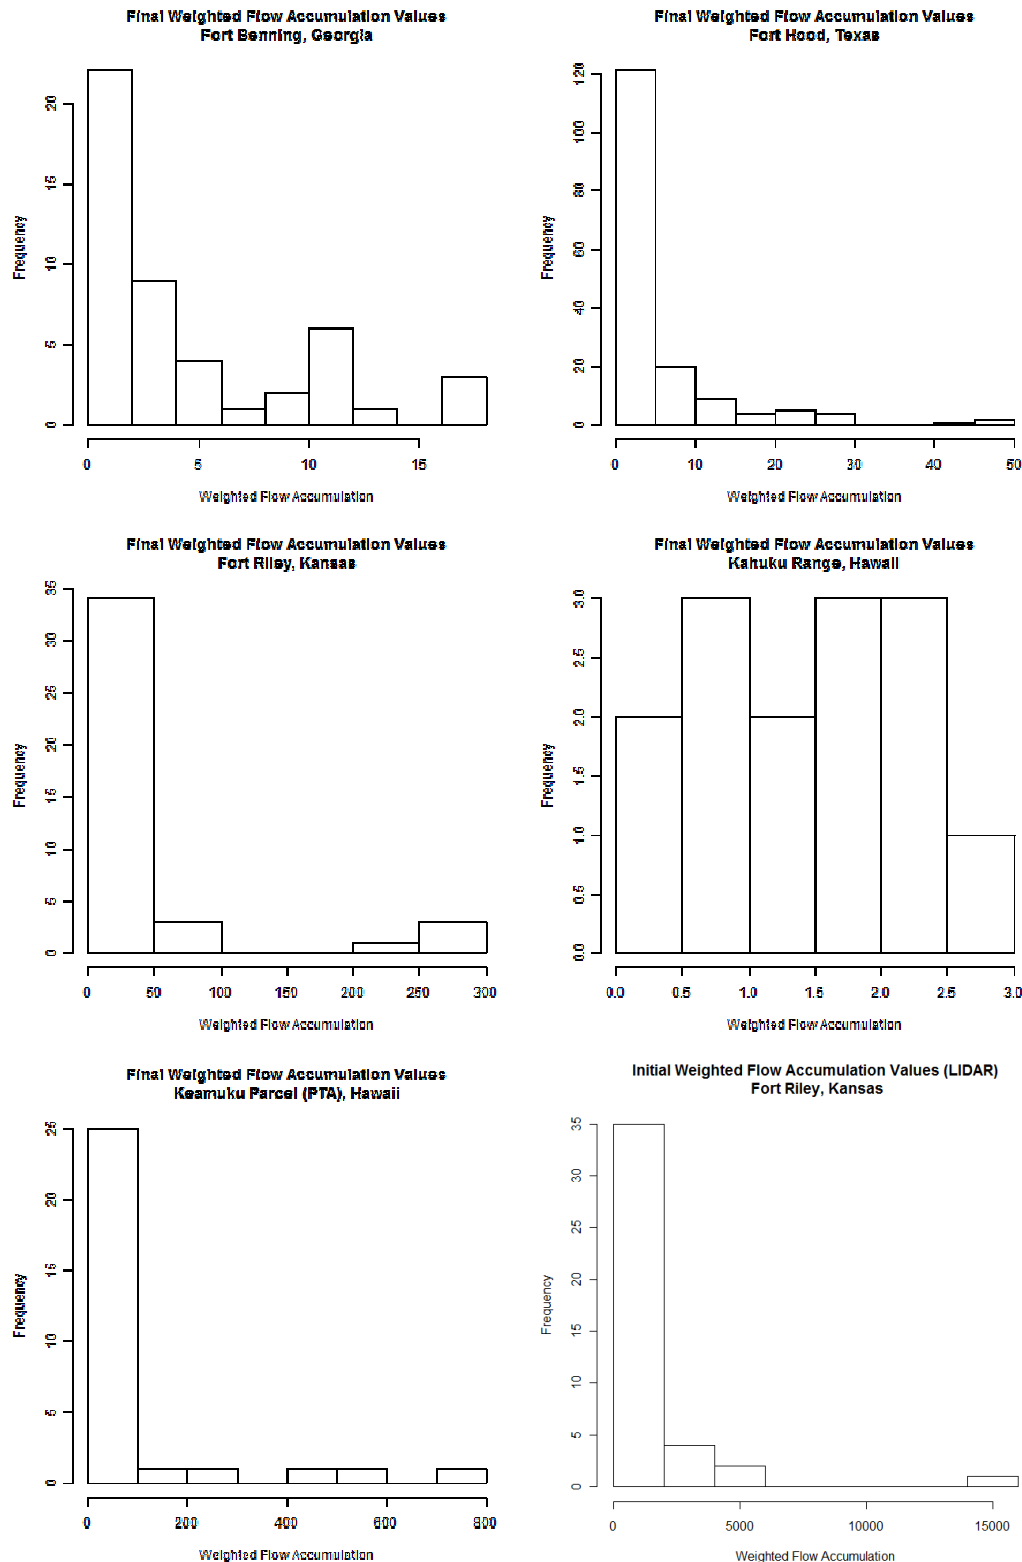 Final Weighted Flow Accumulation Values
Fort Benning, Georgia
Frequency
20
15
10
5
0
0 5 10 15
Weighted Flow Accumulation
Final Weighted Flow Accumulation Values
Fort Hood, Texas
Frequency
120
100
80
60
40
20
0
0 10 20 30 40 50
Weighted Flow Accumulation
Final Weighted Flow Accumulation Values
Fort Riley, Kansas
Frequency
35
30
25
20
15
10
5
0
0 50 100 150 200 250 300
Weighted Flow Accumulation
Final Weighted Flow Accumulation Values
Kahuku Range, Hawaii
Frequency
3.0
2.5
2.0
1.5
1.0
0.5
0.0
0.0 0.5 1.0 1.5 2.0 2.5 3.0
Weighted Flow Accumulation
Final Weighted Flow Accumulation Values
Keamuku Parcel (PTA), Hawaii
Frequency
25
20
15
10
5
0
0 200 400 600 800
Weighted Flow Accumulation
Initial Weighted Flow Accumulation Values (LIDAR)
Fort Riley, Kansas
Frequency
35
30
25
20
15
10
5
0
0 5000 10000 15000
Weighted Flow Accumulation